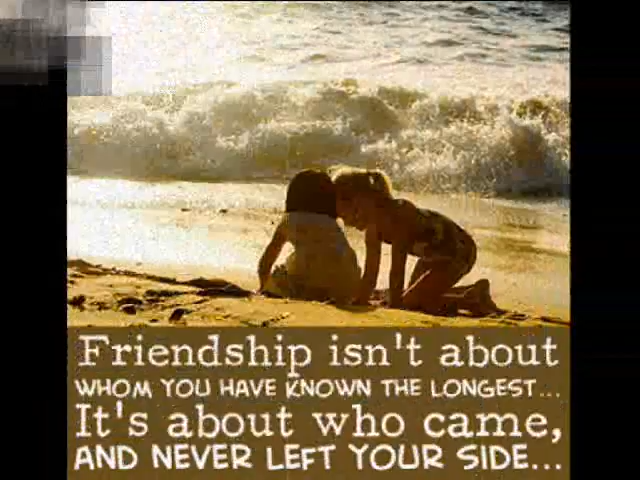 Friendship isn't about
WHOM YOU HAVE KNOWN THE LONGEST...
It's about who came,
AND NEVER LEFT YOUR SIDE...